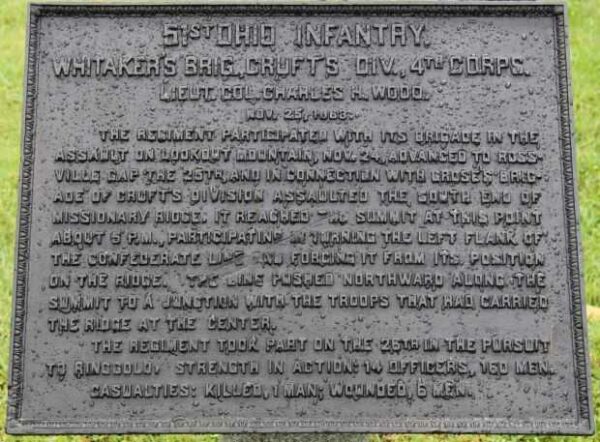 51ST OHIO INFANTRY.
WHITAKER'S BRIG., CRUFT'S DIV., 4TH CORPS.
LIEUT. COL. CHARLES H. WOOD.
NOV. 25, 1863.
THE REGIMENT PARTICIPATED WITH ITS BRIGADE IN THE
ASSAULT ON LOOKOUT MOUNTAIN, NOV. 24, ADVANCED TO ROSS-
VILLE GAP THE 25TH, AND IN CONNECTION WITH GROSE'S BRIG-
ADE OF CRUFT'S DIVISION ASSAULTED THE SOUTH END OF
MISSIONARY RIDGE. IT REACHED THE SUMMIT AT THIS POINT
ABOUT 5 P.M., PARTICIPATING IN TURNING THE LEFT FLANK OF
THE CONFEDERATE LINE AND FORCING IT FROM ITS POSITION
ON THE RIDGE. THE LINE PUSHED NORTHWARD ALONG THE
SUMMIT TO A JUNCTION WITH THE TROOPS THAT HAD CARRIED
THE RIDGE AT THE CENTER.
THE REGIMENT TOOK PART ON THE 26TH IN THE PURSUIT
TO RINGGOLD. STRENGTH IN ACTION: 14 OFFICERS, 150 MEN.
CASUALTIES: KILLED, 1 MAN; WOUNDED, 6 MEN.